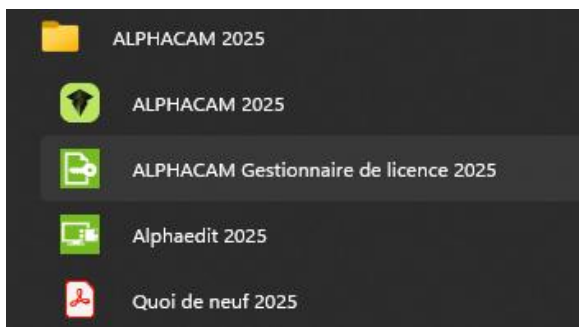 ALPHACAM 2025
ALPHACAM 2025
ALPHACAM Gestionnaire de licence 2025
Alphaedit 2025
Quoi de neuf 2025